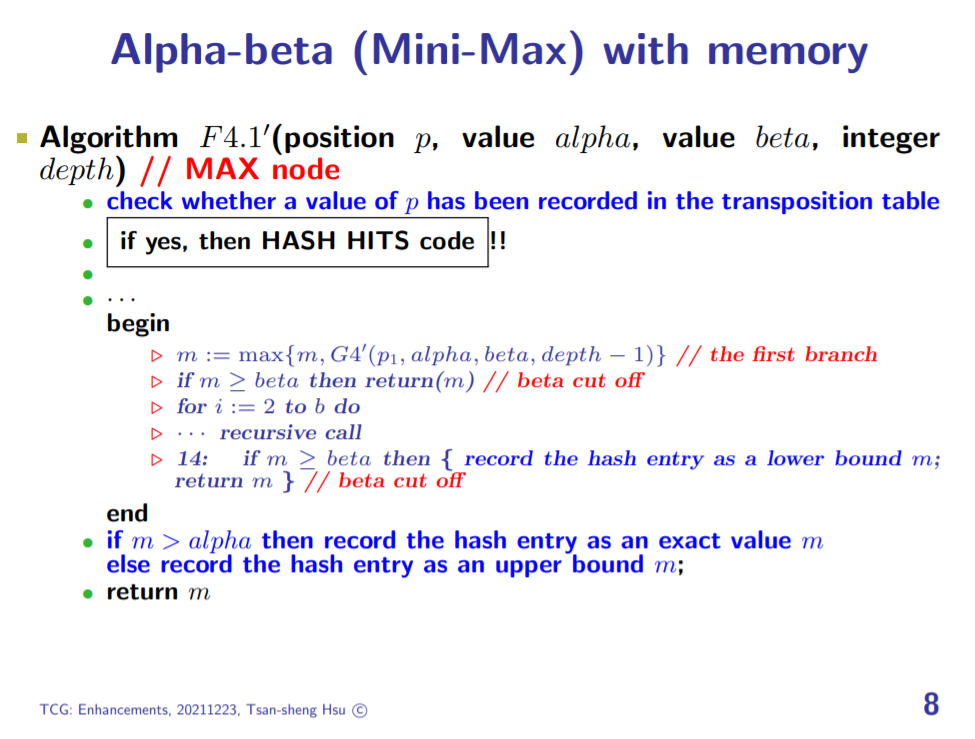 Alpha-beta (Mini-Max) with memory
Algorithm F4.1′(position p, value alpha, value beta, integer
depth) // MAX node
check whether a value of p has been recorded in the transposition table
if yes, then HASH HITS code !!
· · ·
begin
m := max{m, G4′(p₁, alpha, beta, depth − 1)} // the first branch
if m ≥ beta then return(m) // beta cut off
for i := 2 to b do
· · · recursive call
14: if m ≥ beta then { record the hash entry as a lower bound m;
return m } // beta cut off
end
if m > alpha then record the hash entry as an exact value m
else record the hash entry as an upper bound m;
return m
TCG: Enhancements, 20211223, Tsan-sheng Hsu ©
8